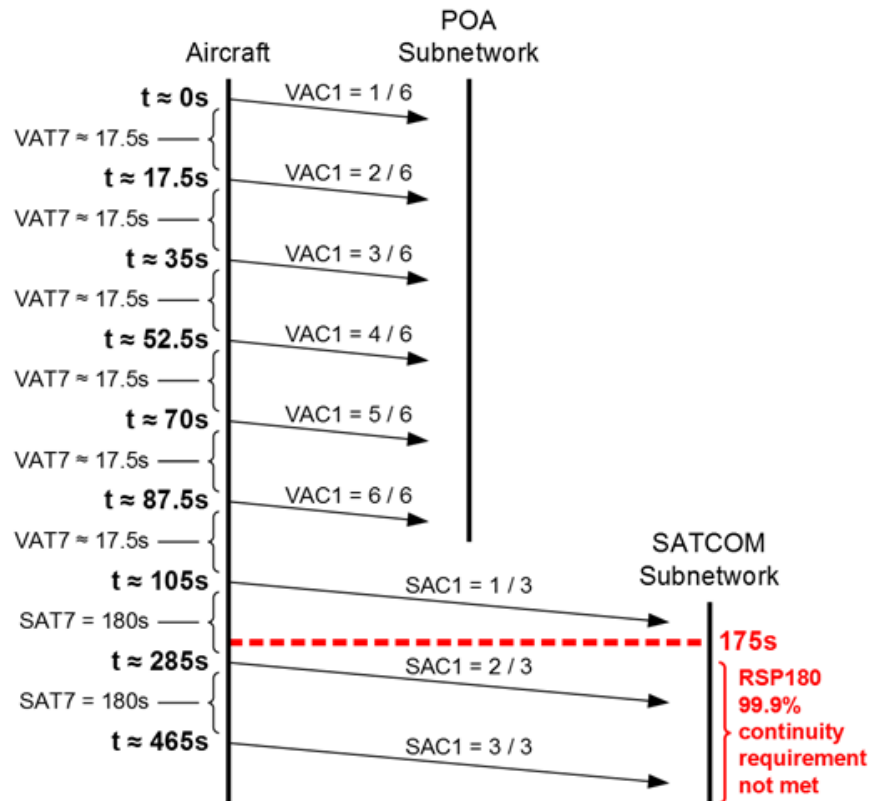 POA
Aircraft
Subnetwork
t ≈ 0s
VAC1 = 1 / 6
VAT7 ≈ 17.5s
t ≈ 17.5s
VAC1 = 2 / 6
VAT7 ≈ 17.5s
t ≈ 35s
VAC1 = 3 / 6
VAT7 ≈ 17.5s
t ≈ 52.5s
VAC1 = 4 / 6
VAT7 ≈ 17.5s
t ≈ 70s
VAC1 = 5 / 6
VAT7 ≈ 17.5s
t ≈ 87.5s
VAC1 = 6 / 6
VAT7 ≈ 17.5s
SATCOM
Subnetwork
t ≈ 105s
SAC1 = 1 / 3
SAT7 = 180s
175s
t ≈ 285s
SAC1 = 2 / 3
RSP180
99.9%
continuity
requirement
not met
SAT7 = 180s
t ≈ 465s
SAC1 = 3 / 3